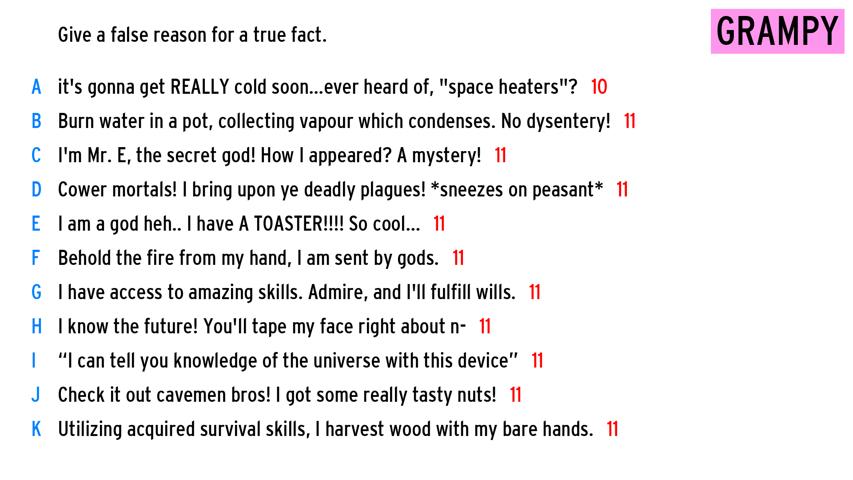 Give a false reason for a true fact.
GRAMPY
A it's gonna get REALLY cold soon...ever heard of, "space heaters"? 10
B Burn water in a pot, collecting vapour which condenses. No dysentery! 11
C I'm Mr. E, the secret god! How I appeared? A mystery! 11
D Cower mortals! I bring upon ye deadly plagues! *sneezes on peasant* 11
E I am a god heh.. I have A TOASTER!!!! So cool... 11
F Behold the fire from my hand, I am sent by gods. 11
G I have access to amazing skills. Admire, and I'll fulfill wills. 11
H I know the future! You'll tape my face right about n- 11
I “I can tell you knowledge of the universe with this device” 11
J Check it out cavemen bros! I got some really tasty nuts! 11
K Utilizing acquired survival skills, I harvest wood with my bare hands. 11